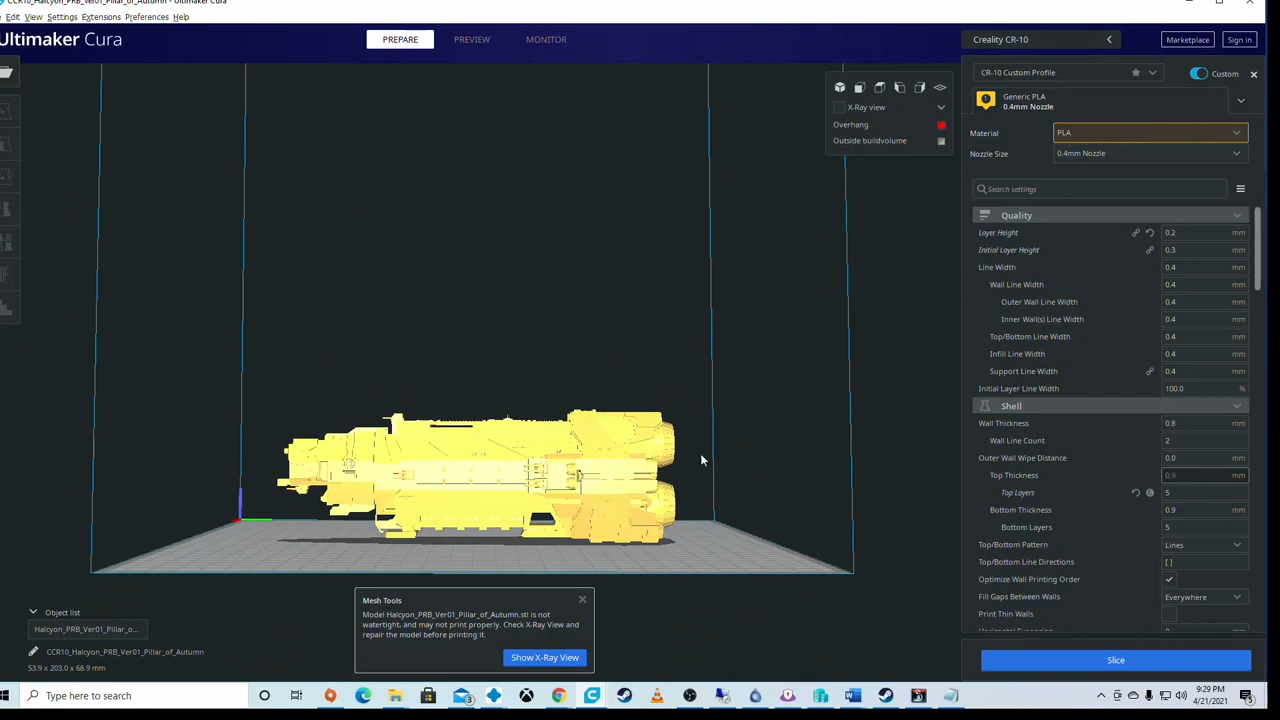 CCR10_Halcyon_PRB_Ver01_Pillar_of_Autumn - Ultimaker Cura
Edit View Settings Extensions Preferences Help
Ultimaker Cura PREPARE PREVIEW MONITOR Creality CR-10 Marketplace Sign in
CR-10 Custom Profile Custom
Generic PLA
0.4mm Nozzle
X-Ray view
Overhang
Outside buildvolume
Material PLA
Nozzle Size 0.4mm Nozzle
Search settings
Quality
Layer Height 0.2 mm
Initial Layer Height 0.3 mm
Line Width 0.4 mm
Wall Line Width 0.4 mm
Outer Wall Line Width 0.4 mm
Inner Wall(s) Line Width 0.4 mm
Top/Bottom Line Width 0.4 mm
Infill Line Width 0.4 mm
Support Line Width 0.4 mm
Initial Layer Line Width 100.0 %
Shell
Wall Thickness 0.8 mm
Wall Line Count 2
Outer Wall Wipe Distance 0.0 mm
Top Thickness 0.9 mm
Top Layers 5
Bottom Thickness 0.9 mm
Bottom Layers 5
Top/Bottom Pattern Lines
Top/Bottom Line Directions [ ]
Optimize Wall Printing Order
Fill Gaps Between Walls Everywhere
Print Thin Walls
Horizontal Expansion 0 mm
Slice
Object list
Halcyon_PRB_Ver01_Pillar_o...
CCR10_Halcyon_PRB_Ver01_Pillar_of_Autumn
53.9 x 203.0 x 68.9 mm
Mesh Tools
Model Halcyon_PRB_Ver01_Pillar_of_Autumn.stl is not
watertight, and may not print properly. Check X-Ray View and
repair the model before printing it.
Show X-Ray View
Type here to search
3
9:29 PM
4/21/2021
5